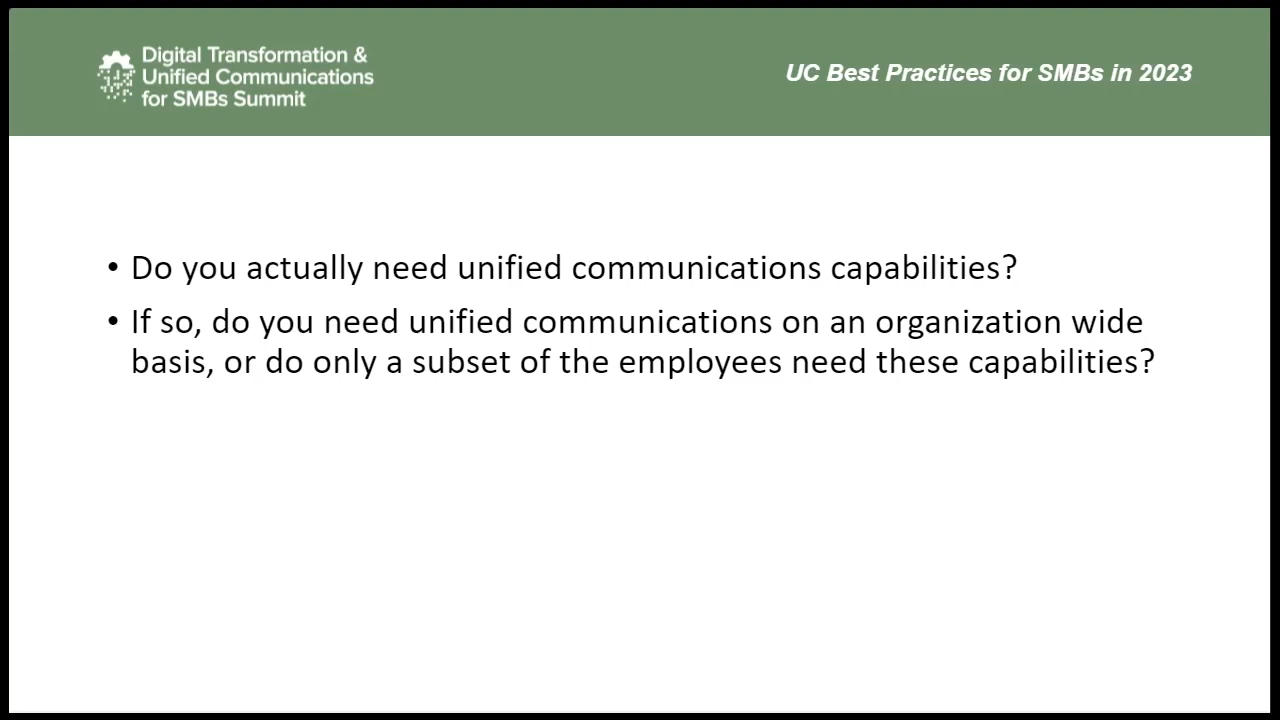 Digital Transformation &
Unified Communications
for SMBs Summit
UC Best Practices for SMBs in 2023
• Do you actually need unified communications capabilities?
• If so, do you need unified communications on an organization wide
basis, or do only a subset of the employees need these capabilities?